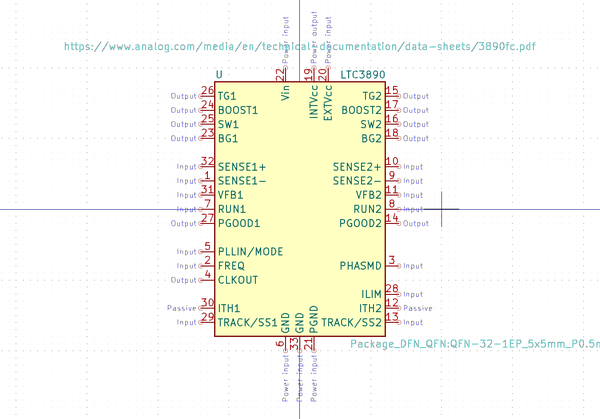 Power input
Power output
Power input
https://www.analog.com/media/en/technical-documentation/data-sheets/3890fc.pdf
U 22 19 20 LTC3890
Vin INTVcc EXTVcc
Output 26 TG1 TG2 15 Output
Output 24 BOOST1 BOOST2 17 Output
Output 25 SW1 SW2 16 Output
Output 23 BG1 BG2 18 Output
Input 32 SENSE1+ SENSE2+ 10 Input
Input 1 SENSE1- SENSE2- 9 Input
Input 31 VFB1 VFB2 11 Input
Input 7 RUN1 RUN2 8 Input
Output 27 PGOOD1 PGOOD2 14 Output
Input 5 PLLIN/MODE
Input 2 FREQ PHASMD 3 Input
Output 4 CLKOUT
ILIM 28 Input
Passive 30 ITH1 ITH2 12 Passive
Input 29 TRACK/SS1 TRACK/SS2 13 Input
GND GND PGND
6 33 21
Package_DFN_QFN:QFN-32-1EP_5x5mm_P0.5m
Power input
Power input
Power input